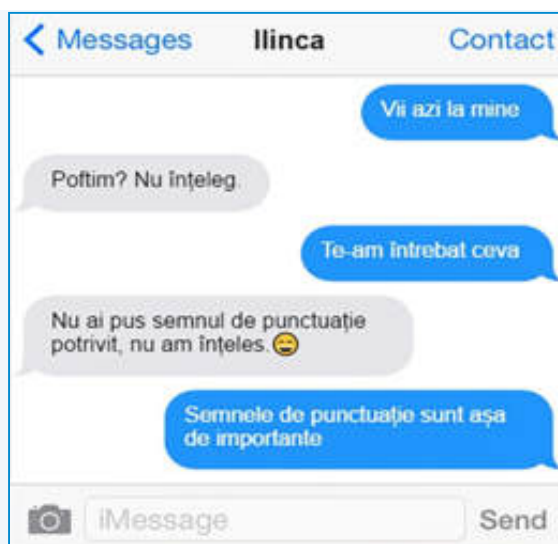 Messages Ilinca Contact
Vii azi la mine
Poftim? Nu înțeleg.
Te-am întrebat ceva
Nu ai pus semnul de punctuație
potrivit, nu am înțeles.😄
Semnele de punctuație sunt așa
de importante
iMessage Send